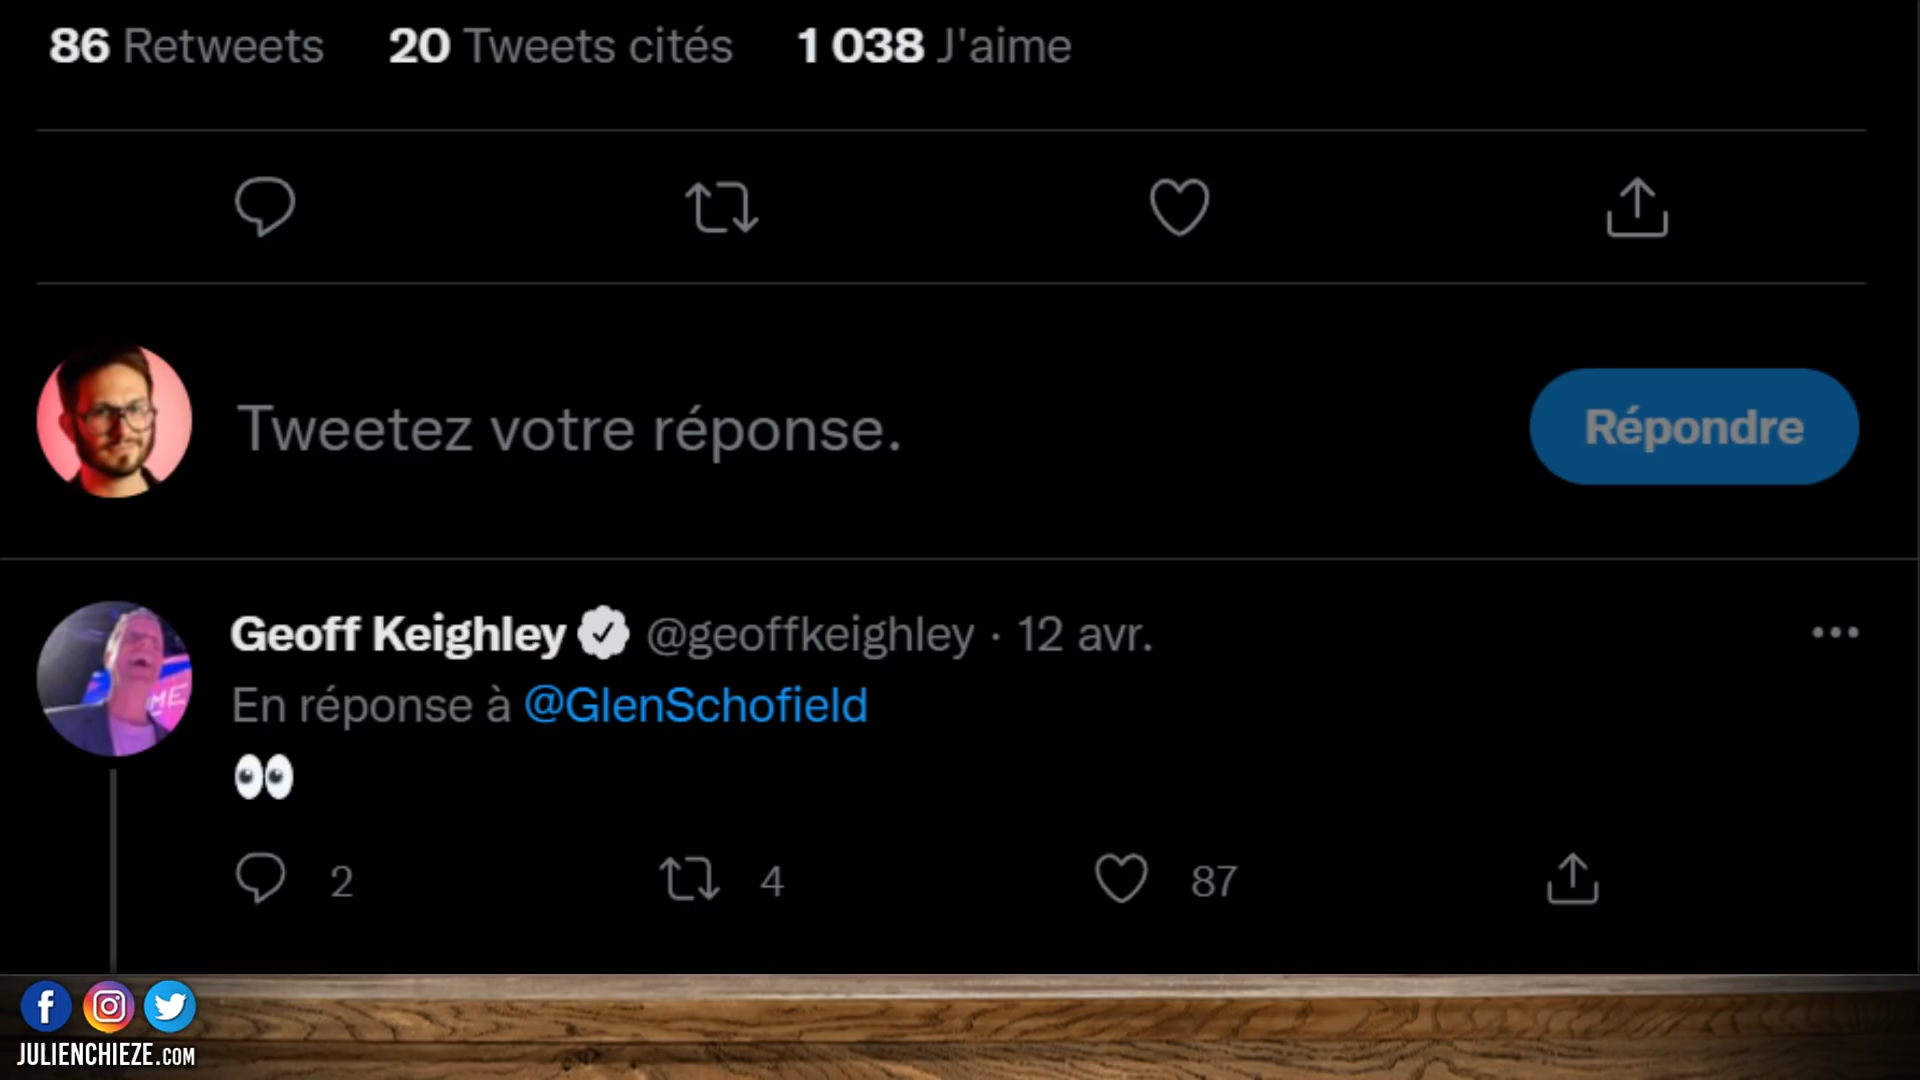 86 Retweets 20 Tweets cités 1 038 J'aime
Tweetez votre réponse.
Répondre
Geoff Keighley @geoffkeighley · 12 avr.
En réponse à @GlenSchofield
👀
2 4 87
JULIENCHIEZE.COM